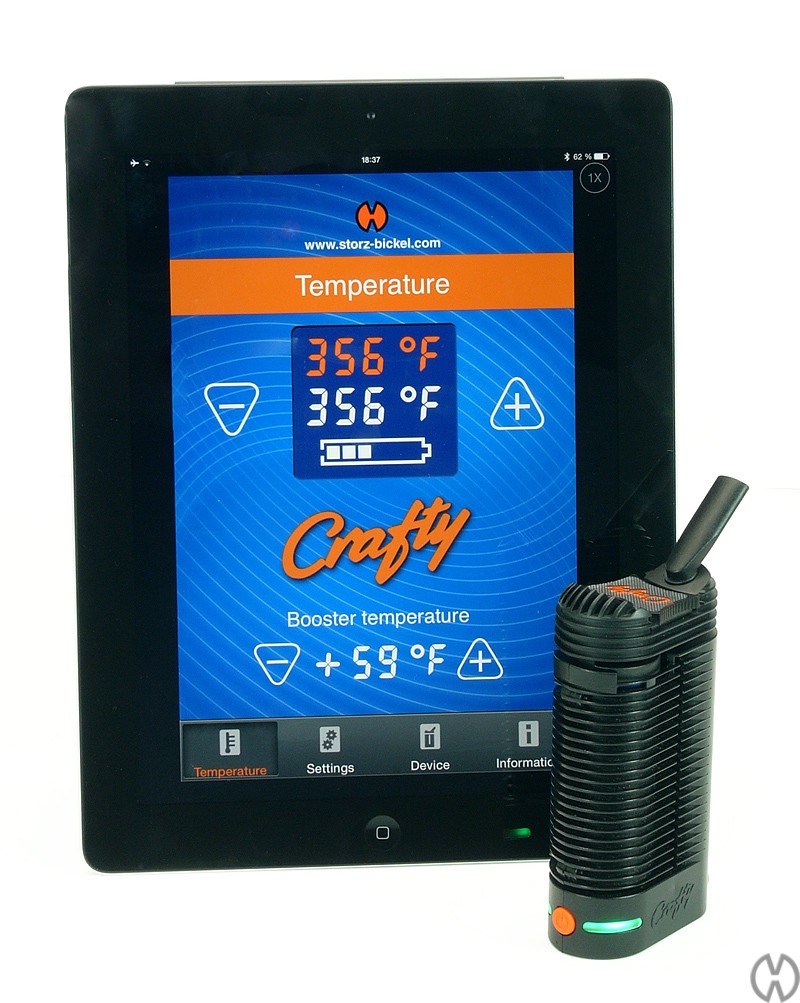 18:37
62 %
1X
www.storz-bickel.com
Temperature
356 °F
356 °F
Crafty
Booster temperature
+59 °F
Temperature
Settings
Device
Informatio
Crafty